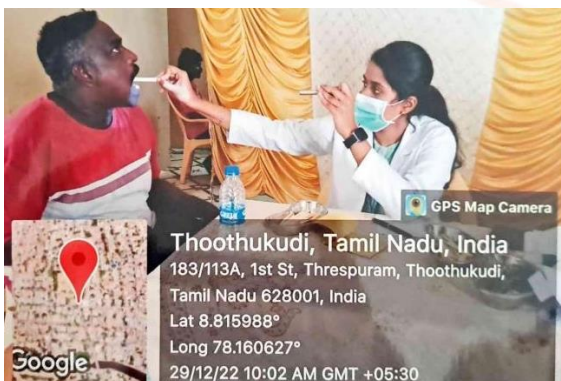 GPS Map Camera
Thoothukudi, Tamil Nadu, India
183/113A, 1st St, Threspuram, Thoothukudi,
Tamil Nadu 628001, India
Lat 8.815988°
Long 78.160627°
29/12/22 10:02 AM GMT +05:30
Google